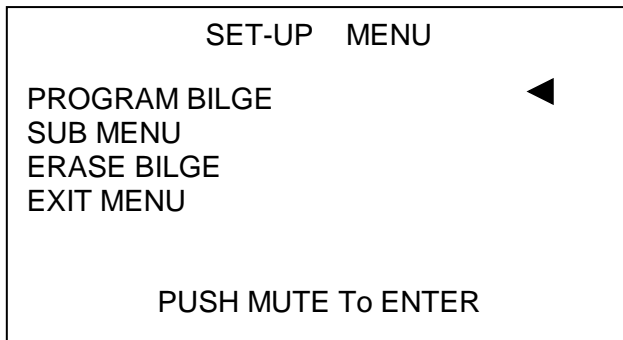 SET-UP MENU
PROGRAM BILGE
SUB MENU
ERASE BILGE
EXIT MENU
PUSH MUTE To ENTER